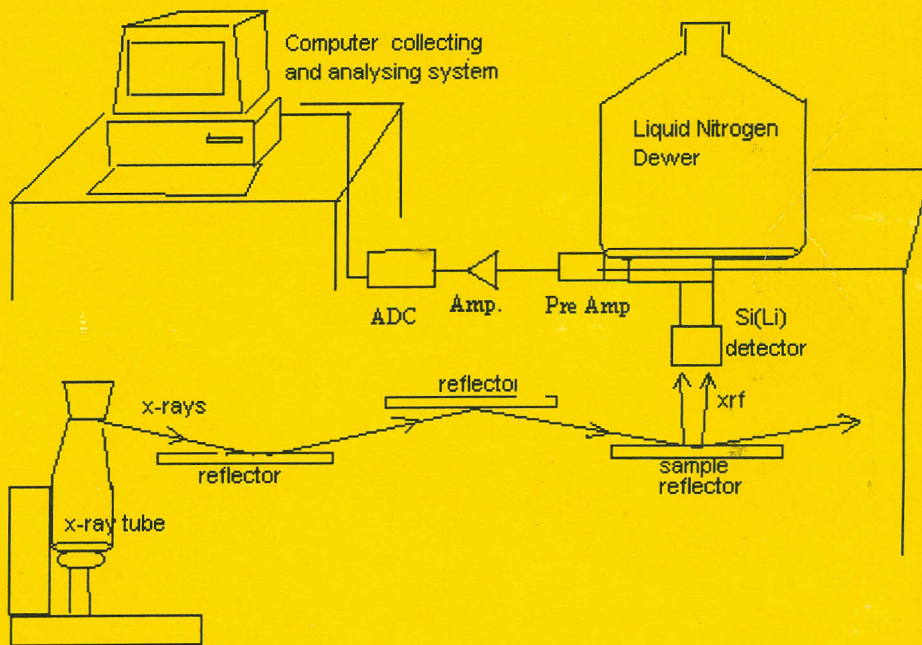 Computer collecting
and analysing system
Liquid Nitrogen
Dewer
ADC
Amp.
Pre Amp
Si(Li)
detector
x-rays
reflector
reflector
xrf
sample
reflector
x-ray tube